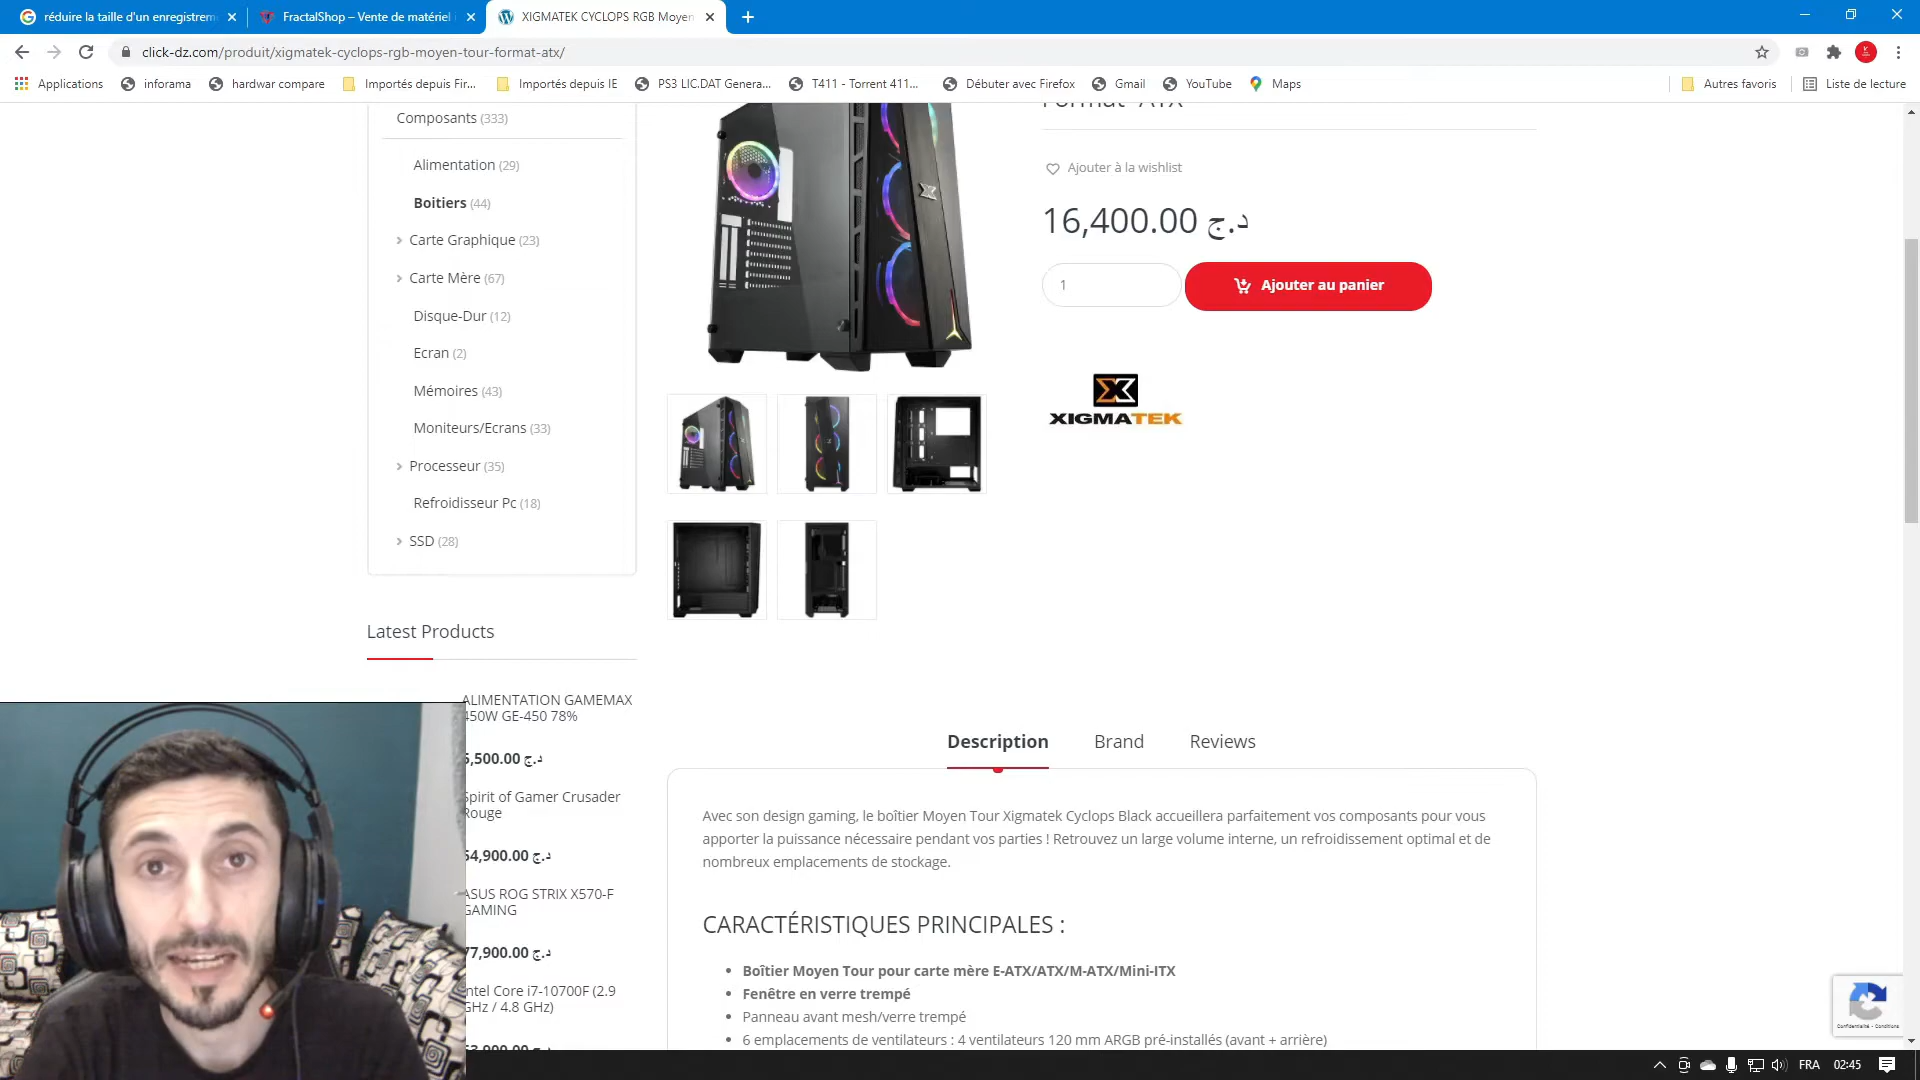 réduire la taille d'un enregistrem
FractalShop – Vente de matériel
XIGMATEK CYCLOPS RGB Moyen
click-dz.com/produit/xigmatek-cyclops-rgb-moyen-tour-format-atx/
Applications
inforama
hardwar compare
Importés depuis Fir...
Importés depuis IE
PS3 LIC.DAT Genera...
T411 - Torrent 411...
Débuter avec Firefox
Gmail
YouTube
Maps
Autres favoris
Liste de lecture
Composants (333)
Alimentation (29)
Boitiers (44)
Carte Graphique (23)
Carte Mère (67)
Disque-Dur (12)
Ecran (2)
Mémoires (43)
Moniteurs/Ecrans (33)
Processeur (35)
Refroidisseur Pc (18)
SSD (28)
Latest Products
ALIMENTATION GAMEMAX
450W GE-450 78%
5,500.00 د.ج
Spirit of Gamer Crusader
Rouge
54,900.00 د.ج
ASUS ROG STRIX X570-F
GAMING
77,900.00 د.ج
Intel Core i7-10700F (2.9
GHz / 4.8 GHz)
Format ATX
Ajouter à la wishlist
16,400.00 د.ج
1
Ajouter au panier
XIGMATEK
Description
Brand
Reviews
Avec son design gaming, le boîtier Moyen Tour Xigmatek Cyclops Black accueillera parfaitement vos composants pour vous
apporter la puissance nécessaire pendant vos parties ! Retrouvez un large volume interne, un refroidissement optimal et de
nombreux emplacements de stockage.
CARACTÉRISTIQUES PRINCIPALES :
• Boîtier Moyen Tour pour carte mère E-ATX/ATX/M-ATX/Mini-ITX
• Fenêtre en verre trempé
• Panneau avant mesh/verre trempé
• 6 emplacements de ventilateurs : 4 ventilateurs 120 mm ARGB pré-installés (avant + arrière)
Confidentialité - Conditions
FRA
02:45